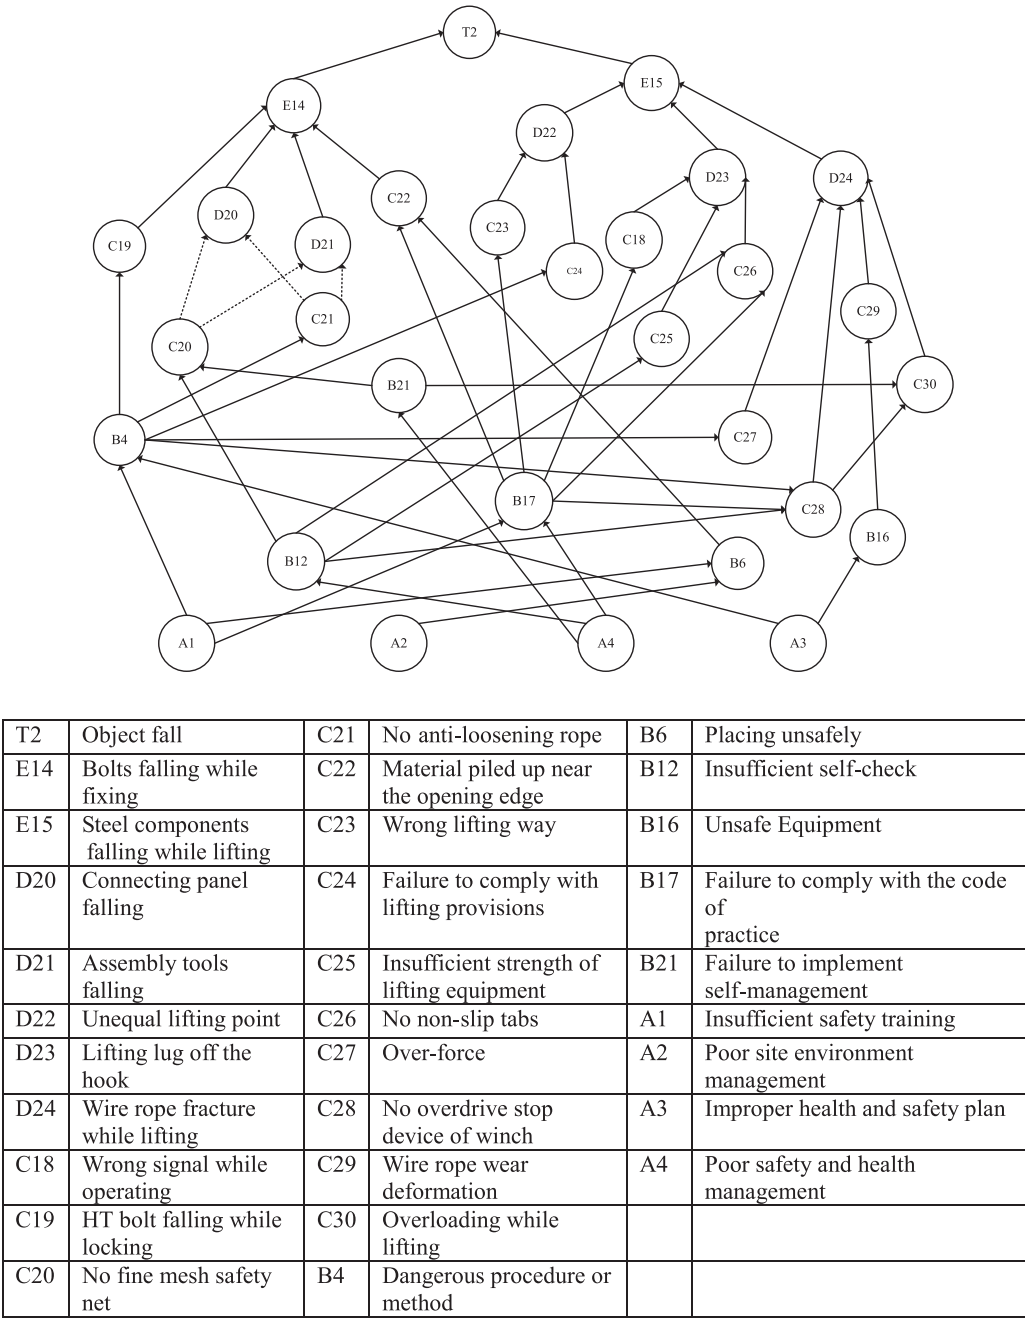 T2
E15
E14
D22
D23
D24
C22
D20
C23
C18
C19
D21
C24
C26
C21
C29
C20
C25
B21
C30
B4
C27
B17
C28
B16
B12
B6
A1
A2
A4
A3
T2 Object fall C21 No anti-loosening rope B6 Placing unsafely
E14 Bolts falling while C22 Material piled up near B12 Insufficient self-check
fixing the opening edge
E15 Steel components C23 Wrong lifting way B16 Unsafe Equipment
falling while lifting
D20 Connecting panel C24 Failure to comply with B17 Failure to comply with the code
falling lifting provisions of
practice
D21 Assembly tools C25 Insufficient strength of B21 Failure to implement
falling lifting equipment self-management
D22 Unequal lifting point C26 No non-slip tabs A1 Insufficient safety training
D23 Lifting lug off the C27 Over-force A2 Poor site environment
hook management
D24 Wire rope fracture C28 No overdrive stop A3 Improper health and safety plan
while lifting device of winch
C18 Wrong signal while C29 Wire rope wear A4 Poor safety and health
operating deformation management
C19 HT bolt falling while C30 Overloading while
locking lifting
C20 No fine mesh safety B4 Dangerous procedure or
net method